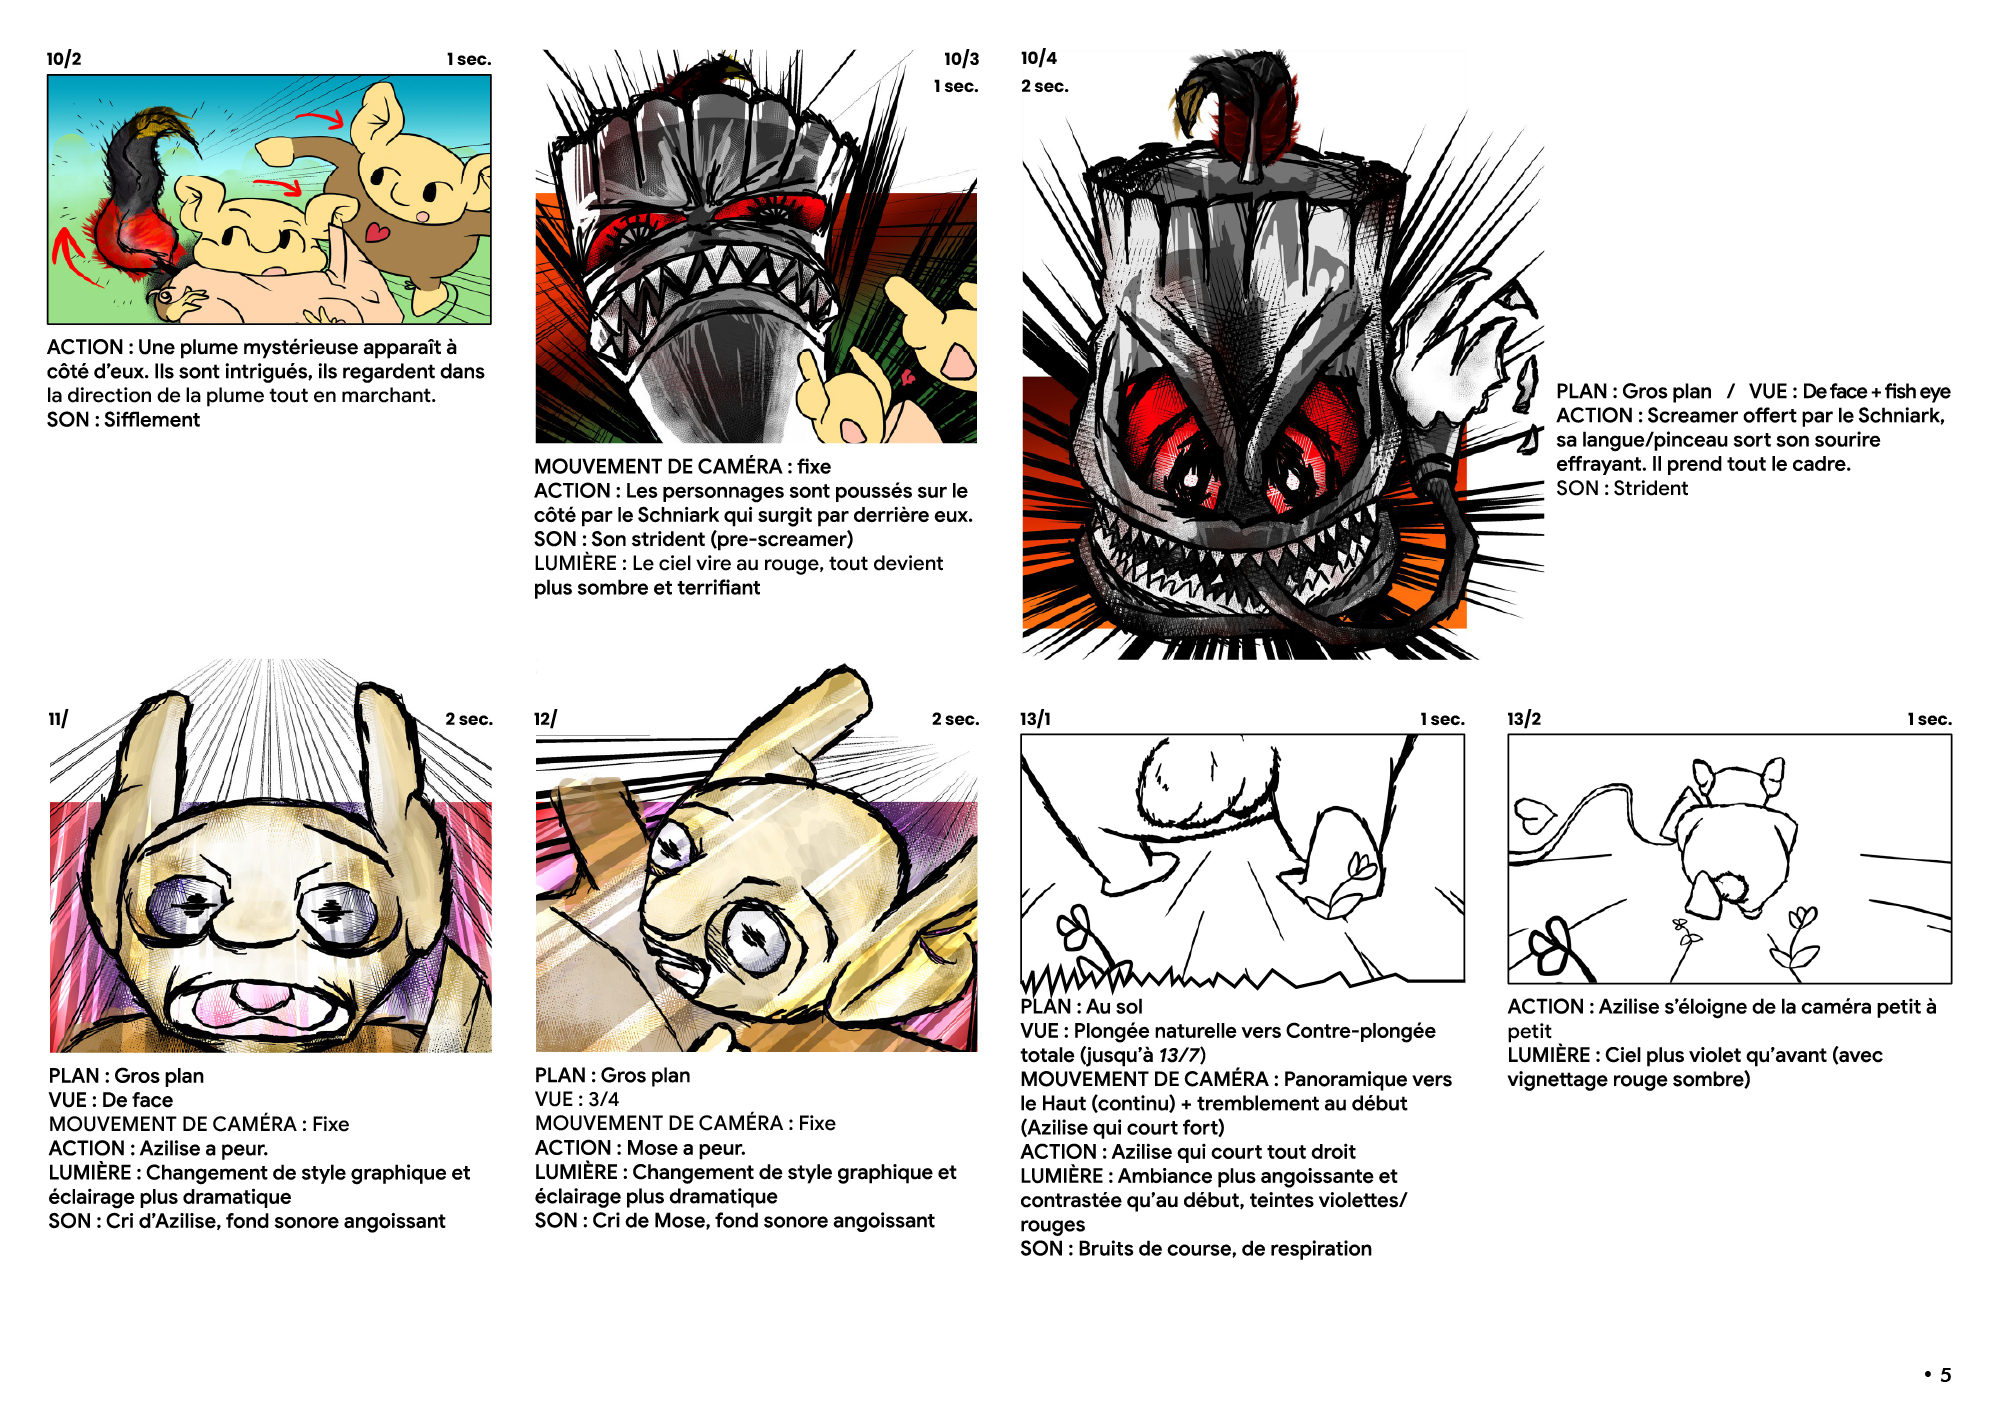 10/2
1 sec.
ACTION : Une plume mystérieuse apparaît à
côté d'eux. Ils sont intrigués, ils regardent dans
la direction de la plume tout en marchant.
SON : Sifflement
10/3
1 sec.
MOUVEMENT DE CAMÉRA : fixe
ACTION : Les personnages sont poussés sur le
côté par le Schniark qui surgit par derrière eux.
SON : Son strident (pre-screamer)
LUMIÈRE : Le ciel vire au rouge, tout devient
plus sombre et terrifiant
10/4
2 sec.
PLAN : Gros plan / VUE : De face + fish eye
ACTION : Screamer offert par le Schniark,
sa langue/pinceau sort son sourire
effrayant. Il prend tout le cadre.
SON : Strident
11/
2 sec.
PLAN : Gros plan
VUE : De face
MOUVEMENT DE CAMÉRA : Fixe
ACTION : Azilise a peur.
LUMIÈRE : Changement de style graphique et
éclairage plus dramatique
SON : Cri d'Azilise, fond sonore angoissant
12/
2 sec.
PLAN : Gros plan
VUE : 3/4
MOUVEMENT DE CAMÉRA : Fixe
ACTION : Mose a peur.
LUMIÈRE : Changement de style graphique et
éclairage plus dramatique
SON : Cri de Mose, fond sonore angoissant
13/1
1 sec.
PLAN : Au sol
VUE : Plongée naturelle vers Contre-plongée
totale (jusqu'à 13/7)
MOUVEMENT DE CAMÉRA : Panoramique vers
le Haut (continu) + tremblement au début
(Azilise qui court fort)
ACTION : Azilise qui court tout droit
LUMIÈRE : Ambiance plus angoissante et
contrastée qu'au début, teintes violettes/
rouges
SON : Bruits de course, de respiration
13/2
1 sec.
ACTION : Azilise s'éloigne de la caméra petit à
petit
LUMIÈRE : Ciel plus violet qu'avant (avec
vignettage rouge sombre)
• 5